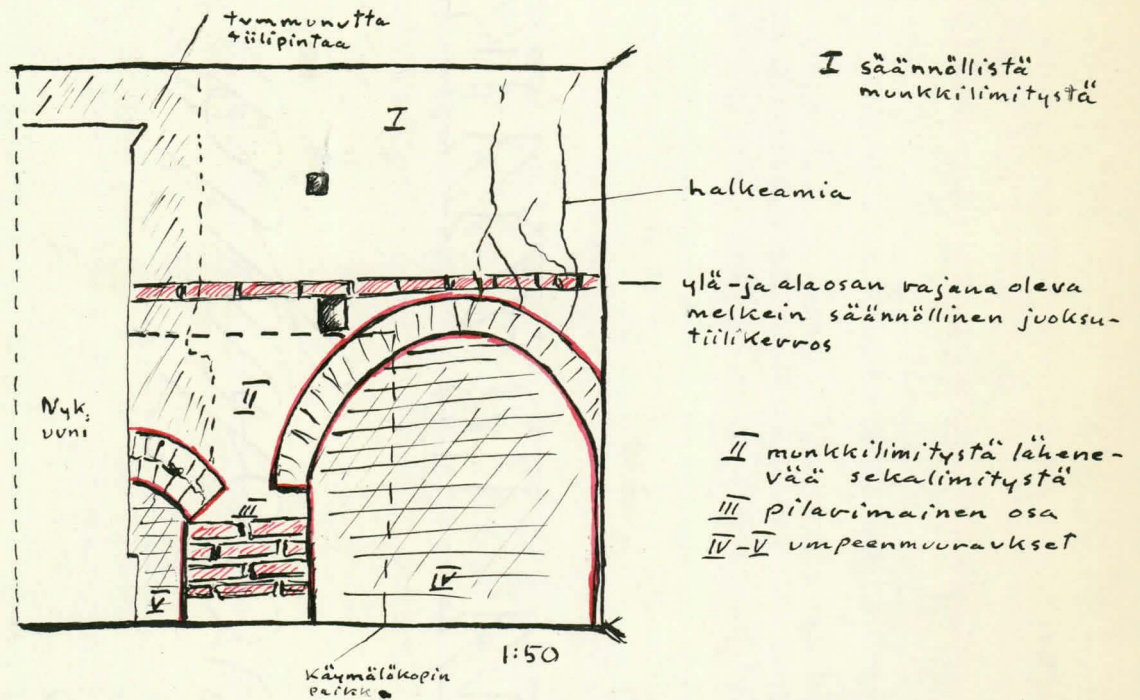 tummunutta
tiilipintaa
I
I säännöllistä
munkkilimitystä
halkeamia
ylä-ja alaosan rajana oleva
melkein säännöllinen juoksu-
tiilikerros
II
Nyk.
uuni
II munkkilimitystä lähene-
vää sekalimitystä
III pilarimainen osa
IV-V umpeenmuuraukset
III
IV
V
1:50
Käymäläkopin
paikka